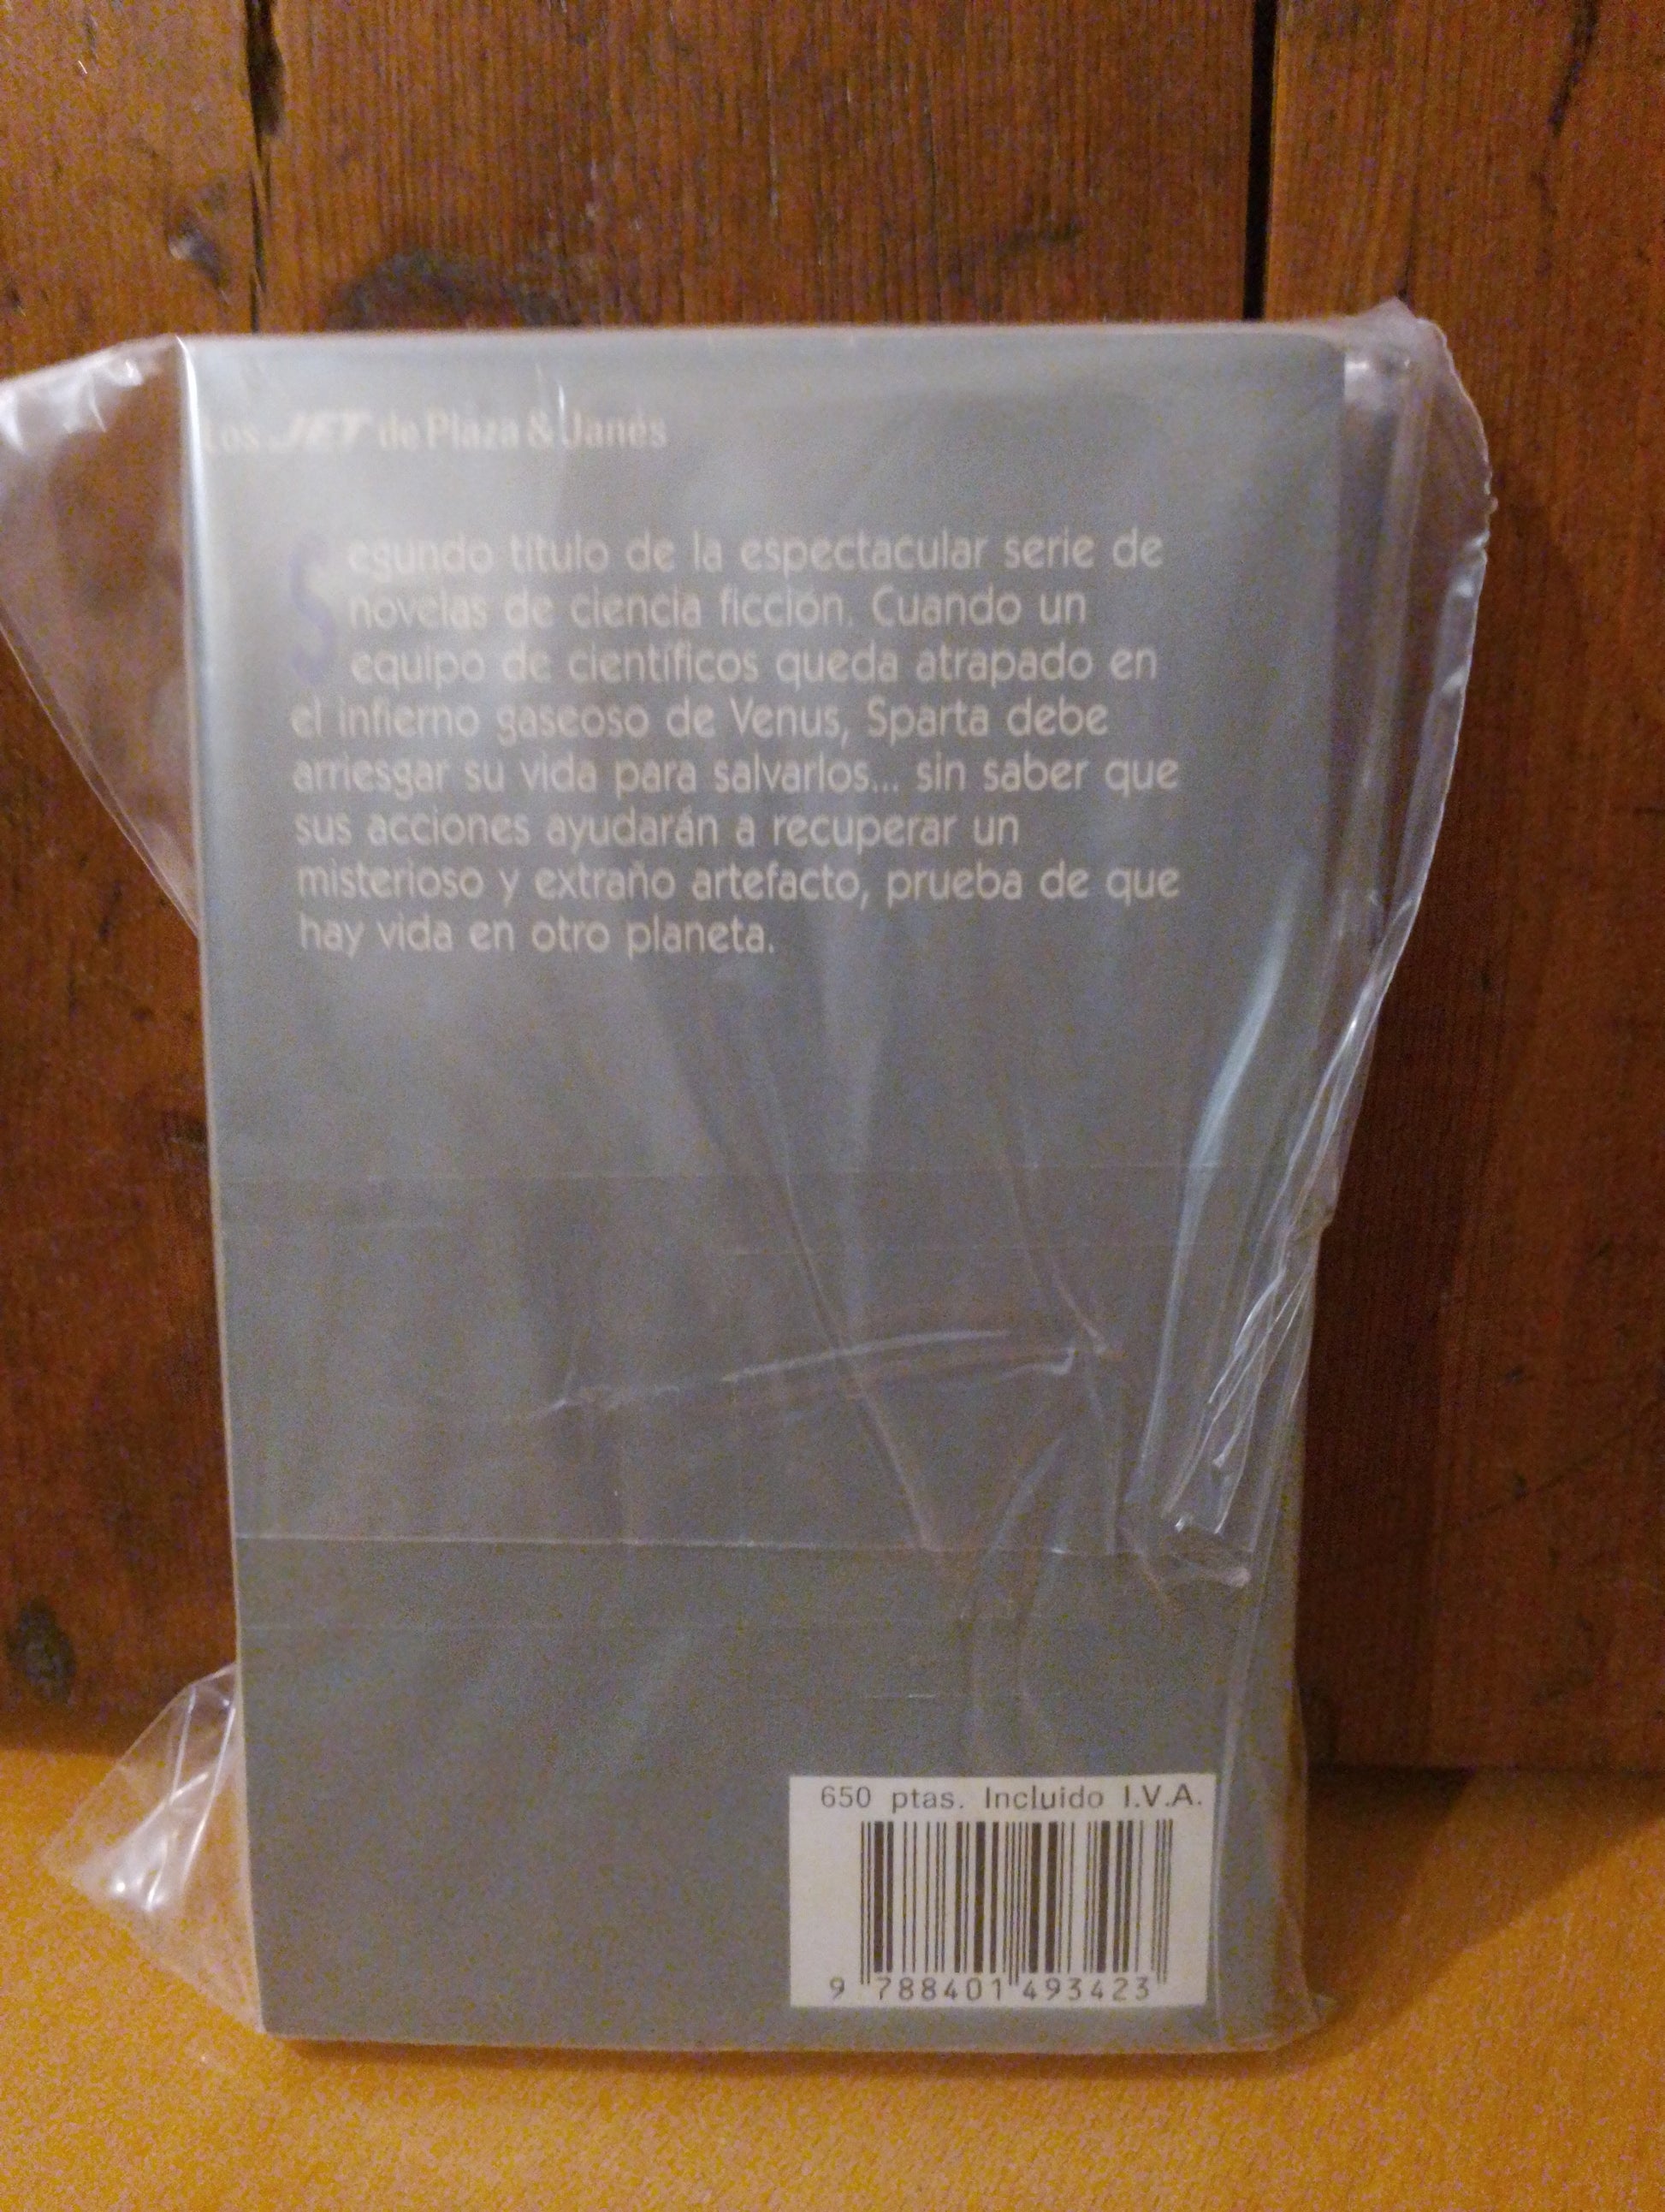 Los JET de Plaza & Janés
Segundo título de la espectacular serie de
novelas de ciencia ficción. Cuando un
equipo de científicos queda atrapado en
el infierno gaseoso de Venus, Sparta debe
arriesgar su vida para salvarlos... sin saber que
sus acciones ayudarán a recuperar un
misterioso y extraño artefacto, prueba de que
hay vida en otro planeta.
650 ptas. Incluido I.V.A.
9 788401 493423